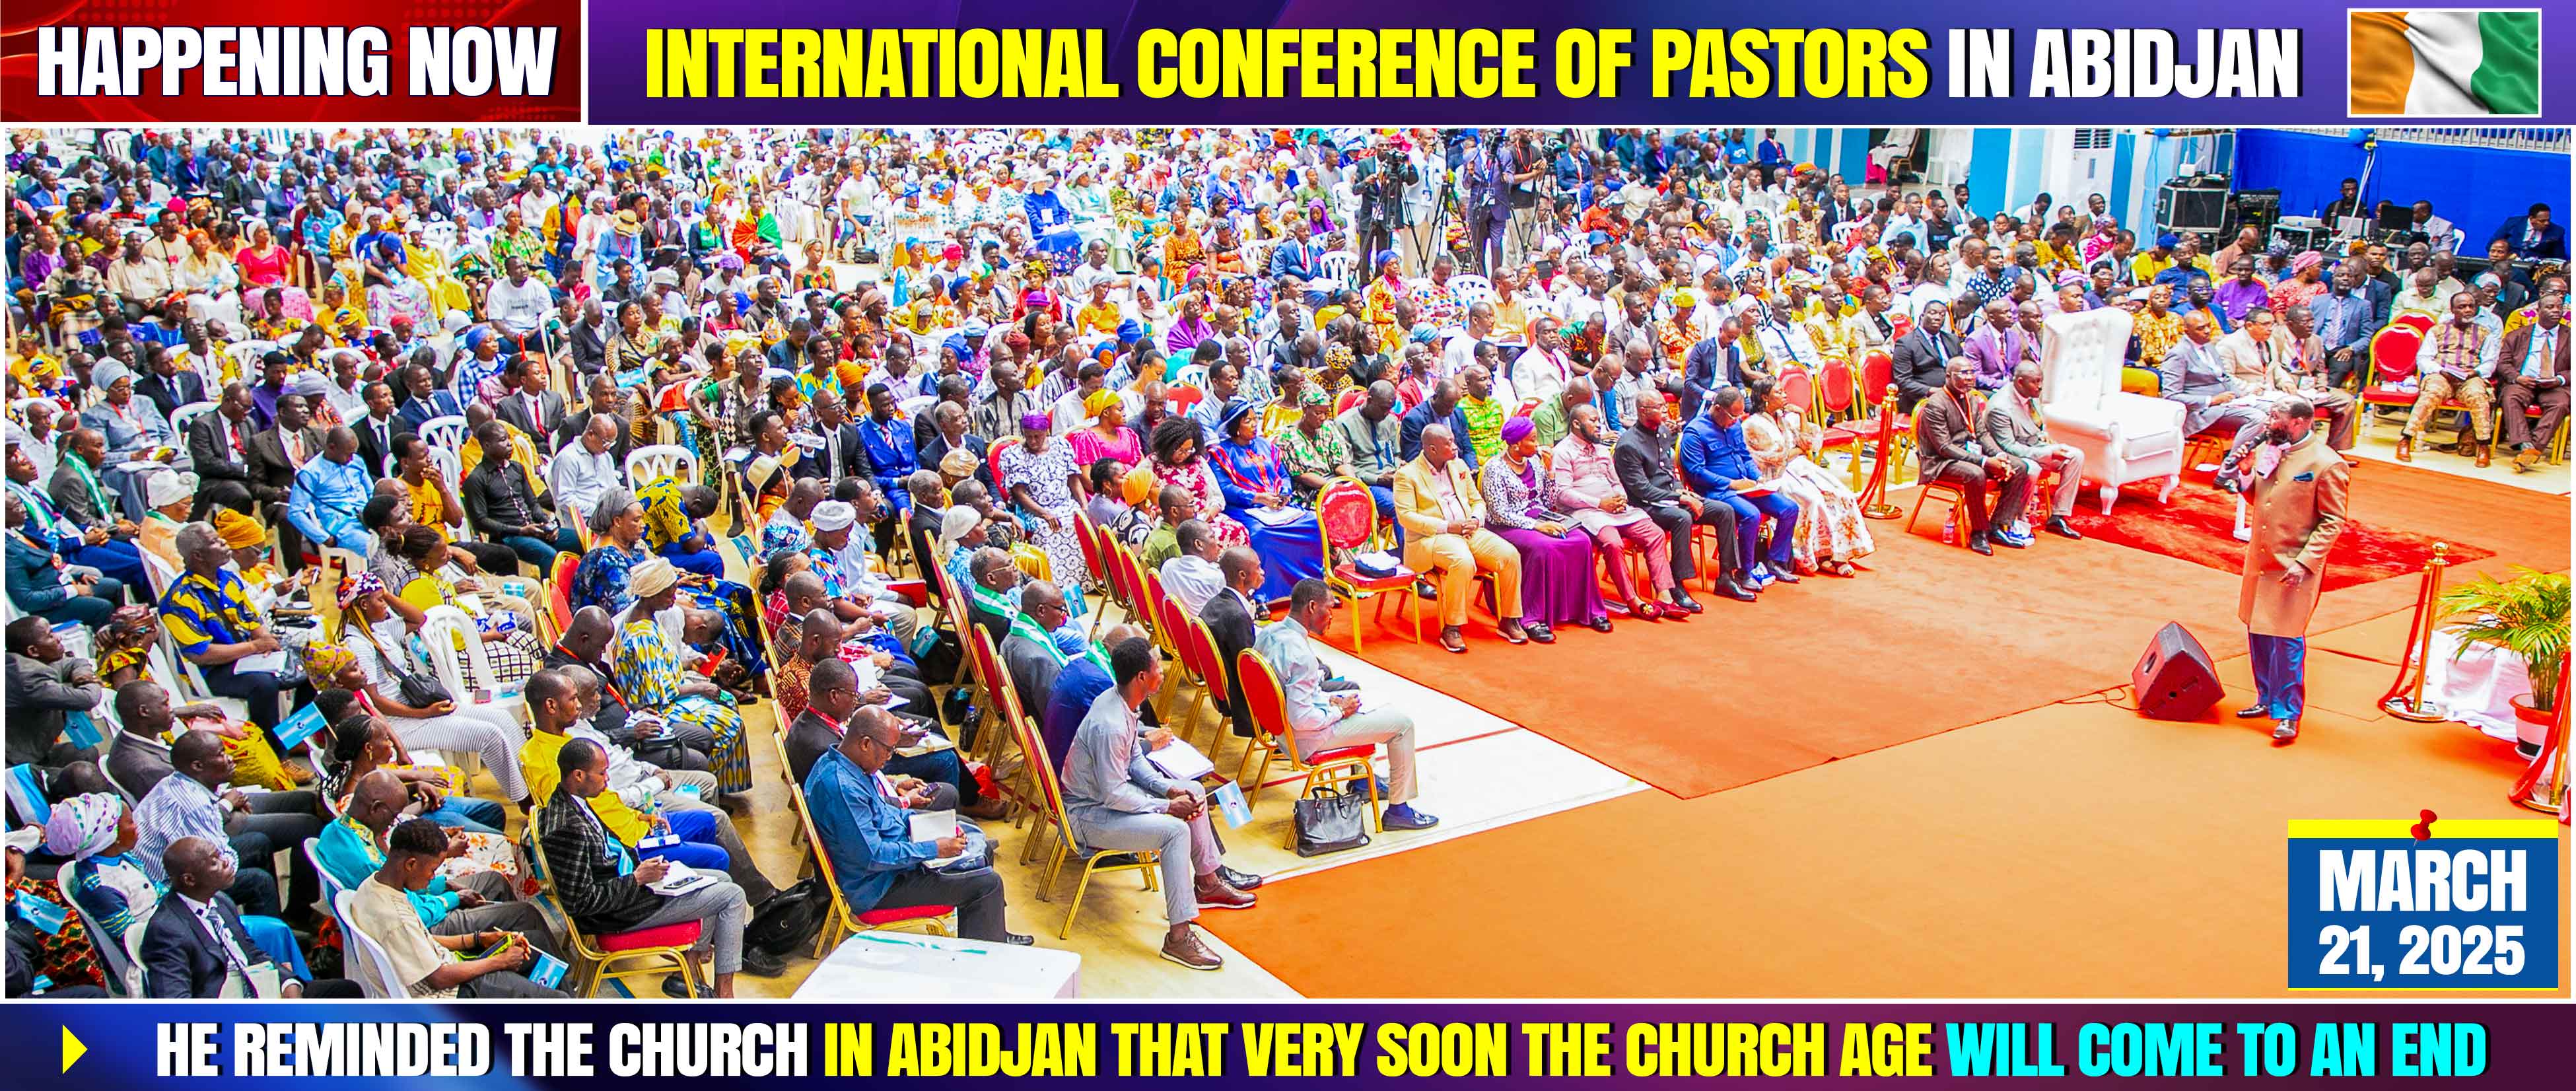 HAPPENING NOW
INTERNATIONAL CONFERENCE OF PASTORS IN ABIDJAN
MARCH
21, 2025
HE REMINDED THE CHURCH IN ABIDJAN THAT VERY SOON THE CHURCH AGE WILL COME TO AN END